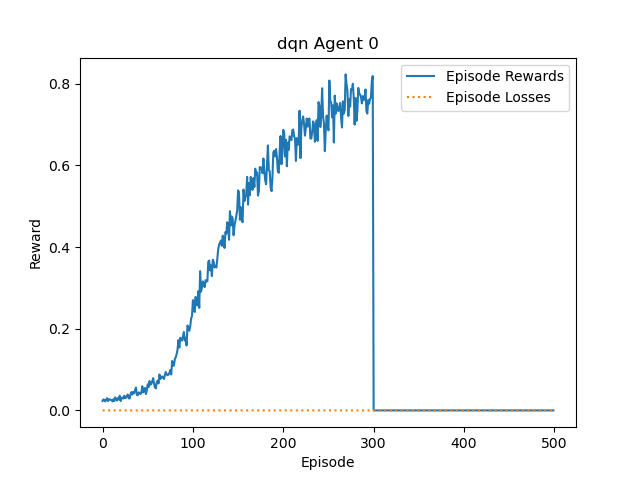 dqn Agent 0
Episode Rewards
Episode Losses
Reward
0.8
0.6
0.4
0.2
0.0
0 100 200 300 400 500
Episode